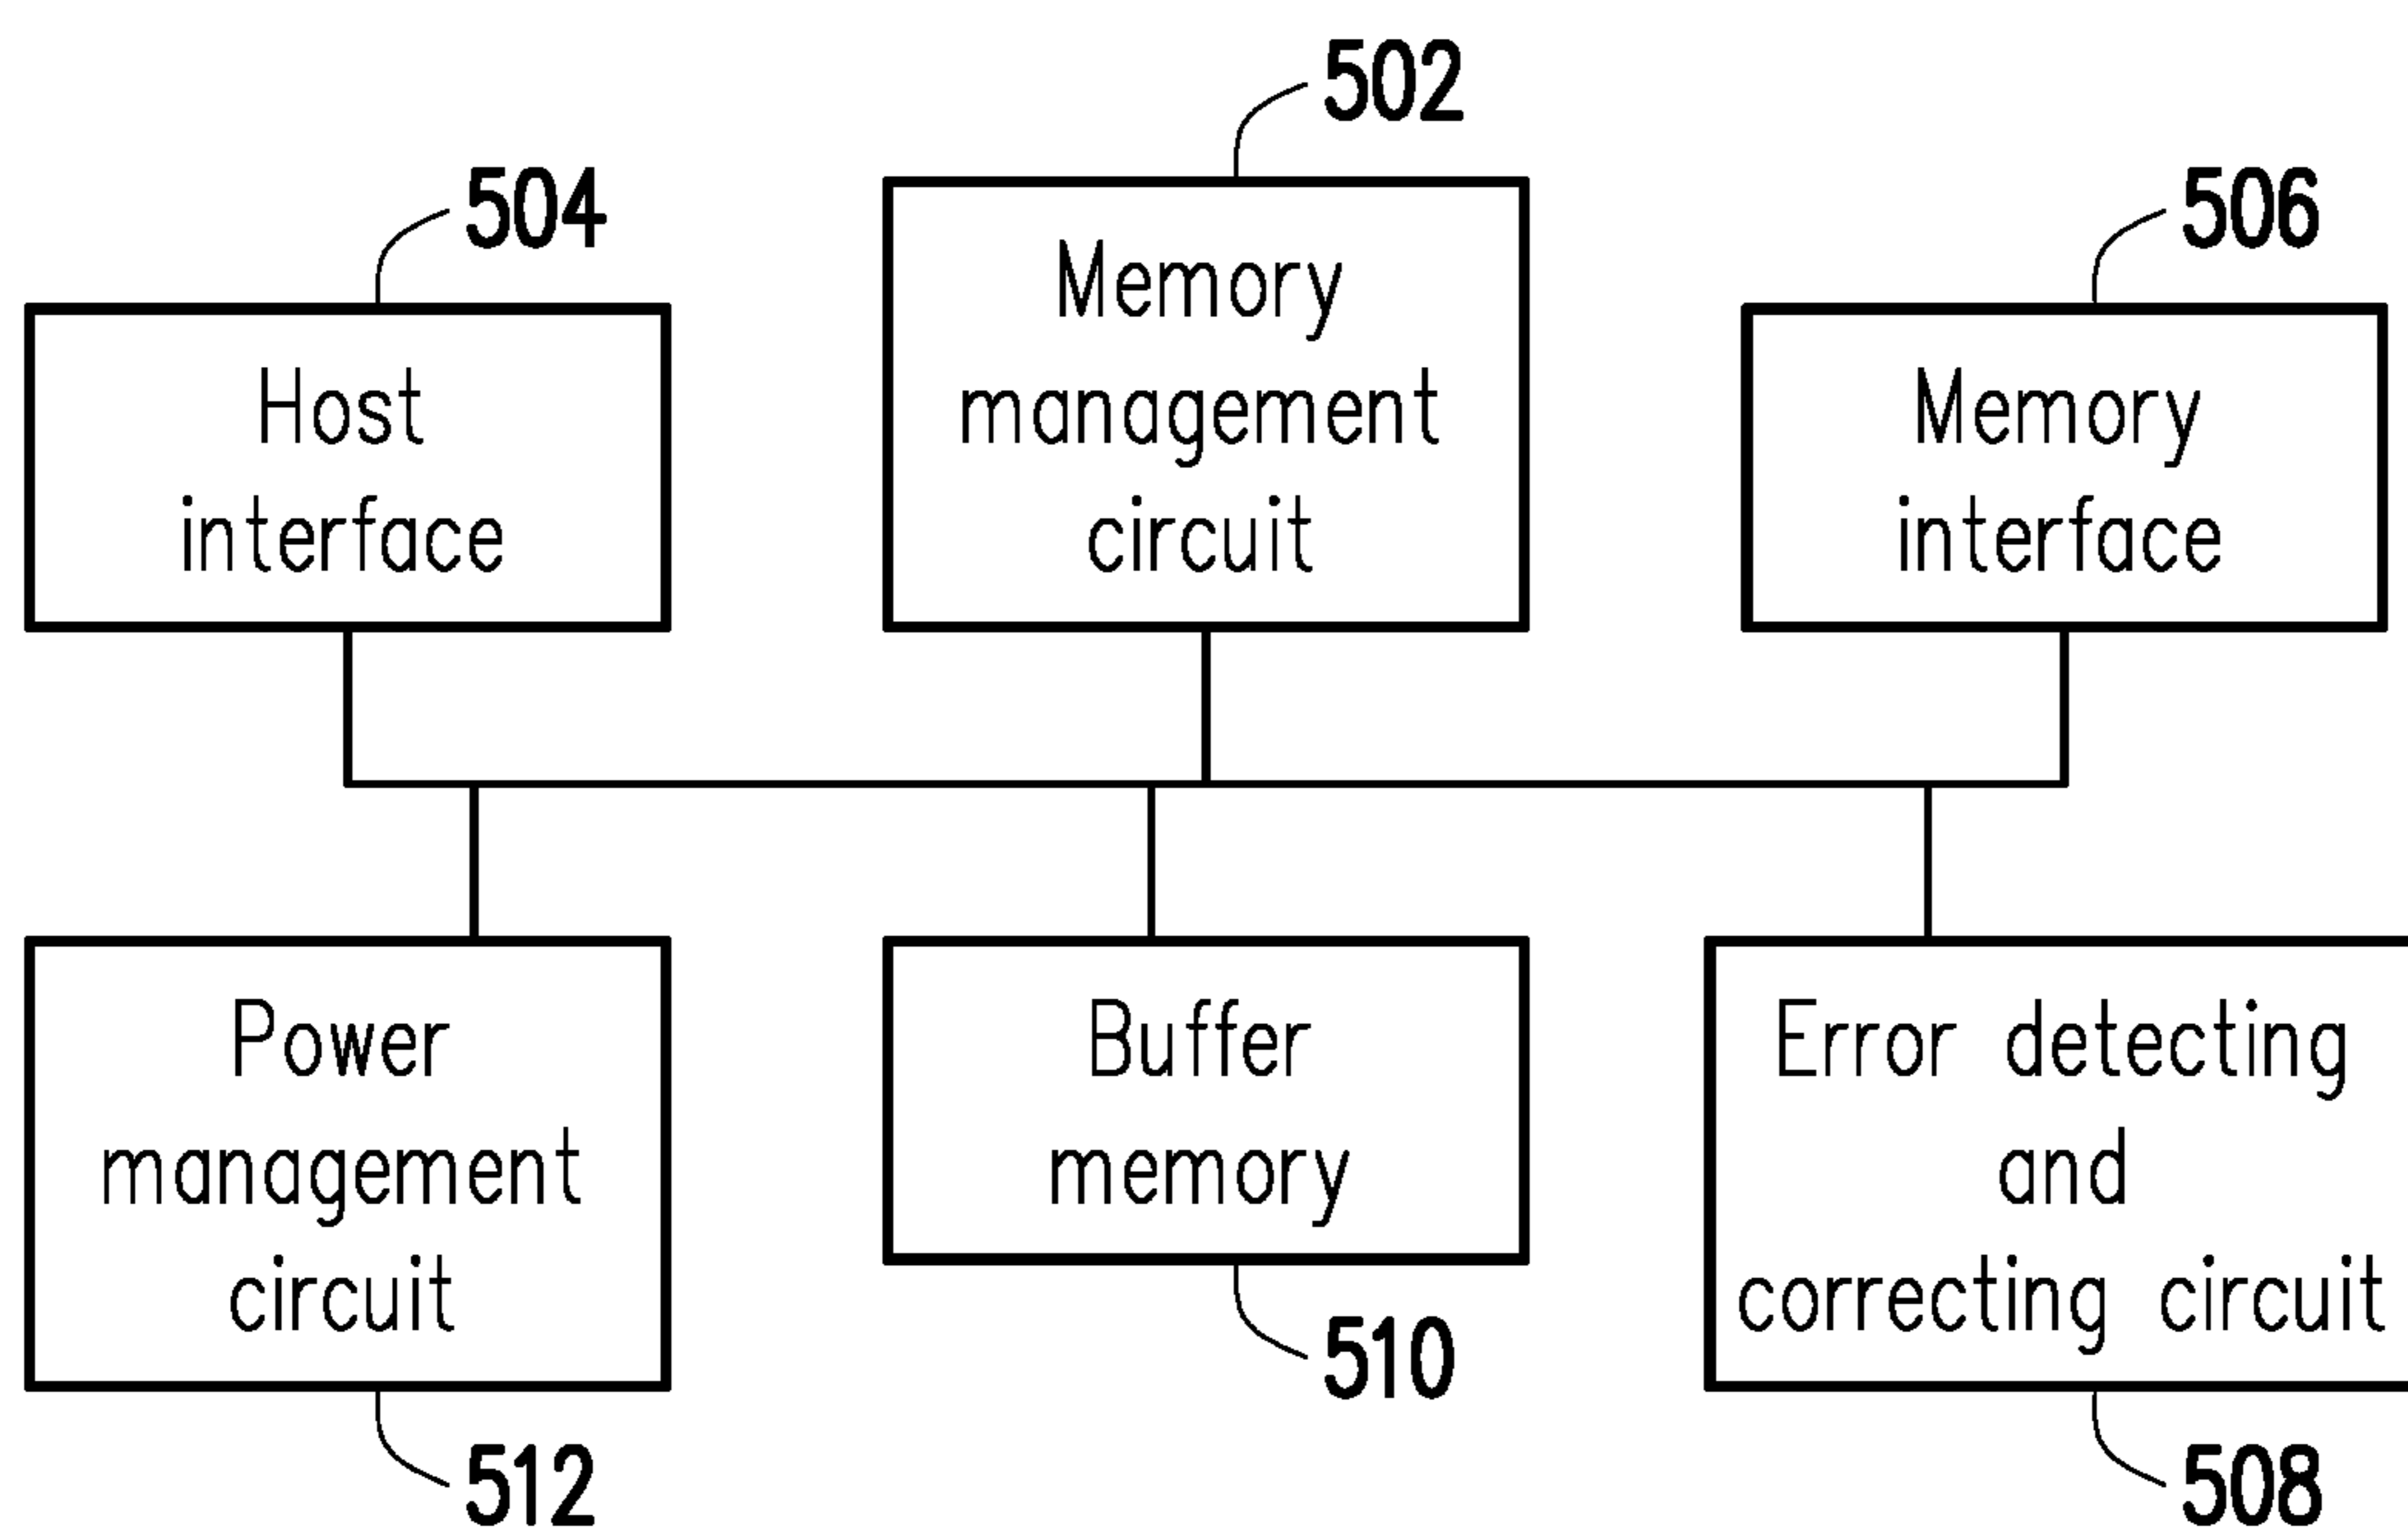 502
504
506
Host
interface
Memory
management
circuit
Memory
interface
Power
management
circuit
Buffer
memory
Error detecting
and
correcting circuit
510
512
508